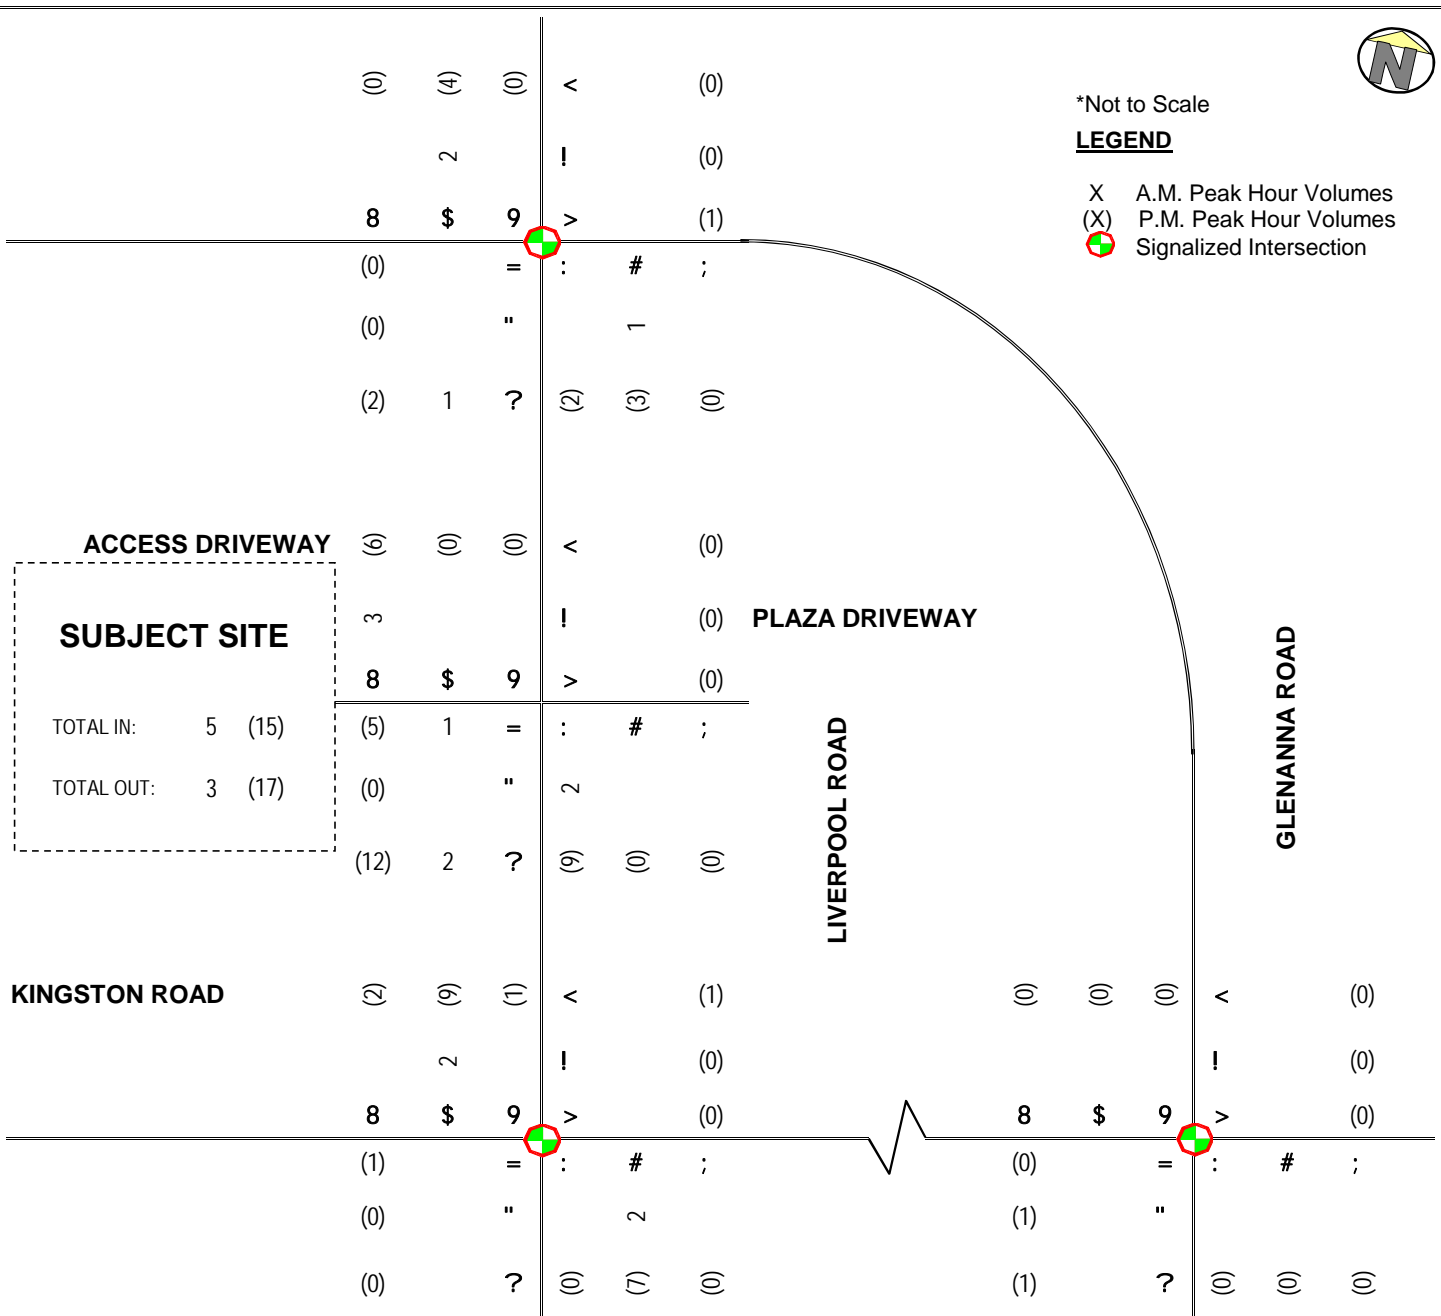 (0) (4) (0) < (0)
N
*Not to Scale
LEGEND
2 ! (0)
X A.M. Peak Hour Volumes
8 $ 9 > (1)
(X) P.M. Peak Hour Volumes
Signalized Intersection
(0) = : # ;
(0) " 1
(2) 1 ? (2) (3) (0)
ACCESS DRIVEWAY (6) (0) (0) < (0)
3 ! (0) PLAZA DRIVEWAY
SUBJECT SITE
8 $ 9 > (0)
TOTAL IN: 5 (15) (5) 1 = : # ;
TOTAL OUT: 3 (17) (0) " 2
LIVERPOOL ROAD
GLENANNA ROAD
(12) 2 ? (9) (0) (0)
KINGSTON ROAD (2) (9) (1) < (1) (0) (0) (0) < (0)
2 ! (0) ! (0)
8 $ 9 > (0) 8 $ 9 > (0)
(1) = : # ; (0) = : # ;
(0) " 2 (1) "
(0) ? (0) (7) (0) (1) ? (0) (0) (0)